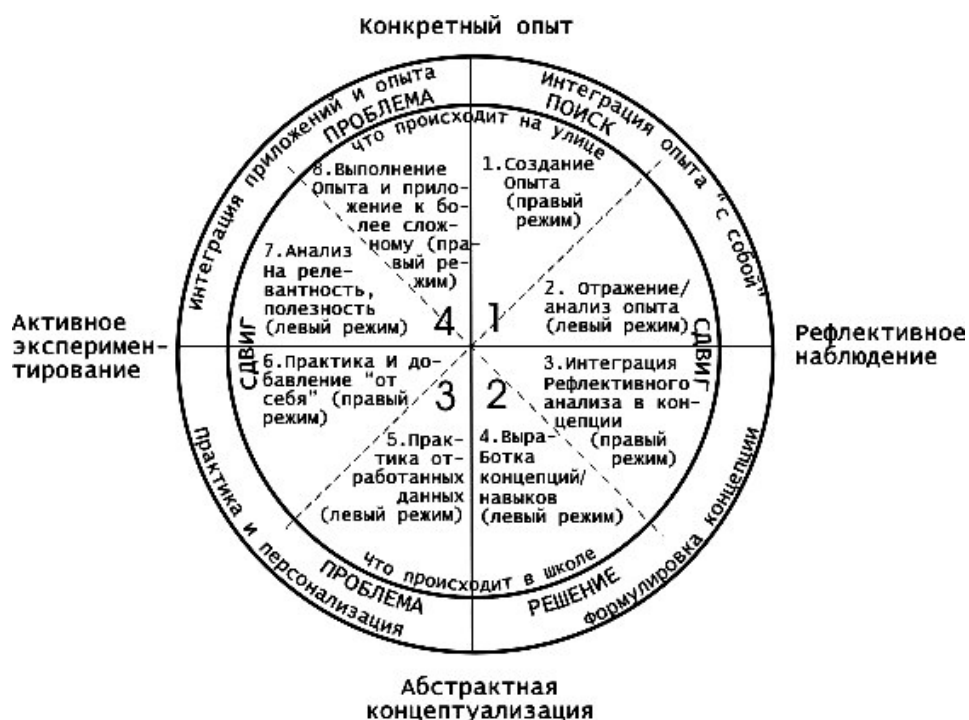 Конкретный опыт
Интеграция приложений и опыта
ПРОБЛЕМА
Интеграция опыта "с собой"
ПОИСК
Что происходит на улице
1.Создание
Опыта
(правый
режим)
2. Отражение/
анализ опыта
(левый режим)
СДВИГ
Рефлективное
наблюдение
3.Интеграция
Рефлективного
анализа в кон-
цепции
(правый
режим)
4.Выра-
Ботка
концепций/
навыков
(левый режим)
5.Прак-
тика от-
работанных
данных
(левый режим)
6.Практика И до-
бавление "от
себя" (правый
режим)
7.Анализ
На реле-
вантность,
полезность
(левый режим)
8.Выполнение
Опыта и прило-
жение к бо-
лее слож-
ному (пра-
вый ре-
жим)
4 1
3 2
СДВИГ
Активное
эксперимен-
тирование
Что происходит в школе
ПРОБЛЕМА
Практика и персонализация
РЕШЕНИЕ
Формулировка концепции
Абстрактная
концептуализация